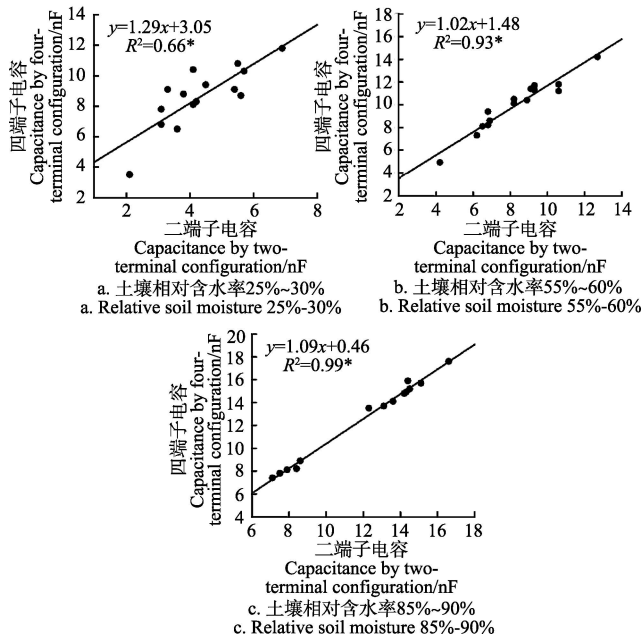 y=1.29x+3.05
R²=0.66*
14
12
10
8
6
4
2
2
4
6
8
四端子电容
Capacitance by four-
terminal configuration/nF
二端子电容
Capacitance by two-
terminal configuration/nF
a. 土壤相对含水率25%~30%
a. Relative soil moisture 25%-30%
y=1.02x+1.48
R²=0.93*
18
16
14
12
10
8
6
4
2
2
4
6
8
10
12
14
四端子电容
Capacitance by four-
terminal configuration/nF
二端子电容
Capacitance by two-
terminal configuration/nF
b. 土壤相对含水率55%~60%
b. Relative soil moisture 55%-60%
y=1.09x+0.46
R²=0.99*
20
18
16
14
12
10
8
6
4
6
8
10
12
14
16
18
四端子电容
Capacitance by four-
terminal configuration/nF
二端子电容
Capacitance by two-
terminal configuration/nF
c. 土壤相对含水率85%~90%
c. Relative soil moisture 85%-90%